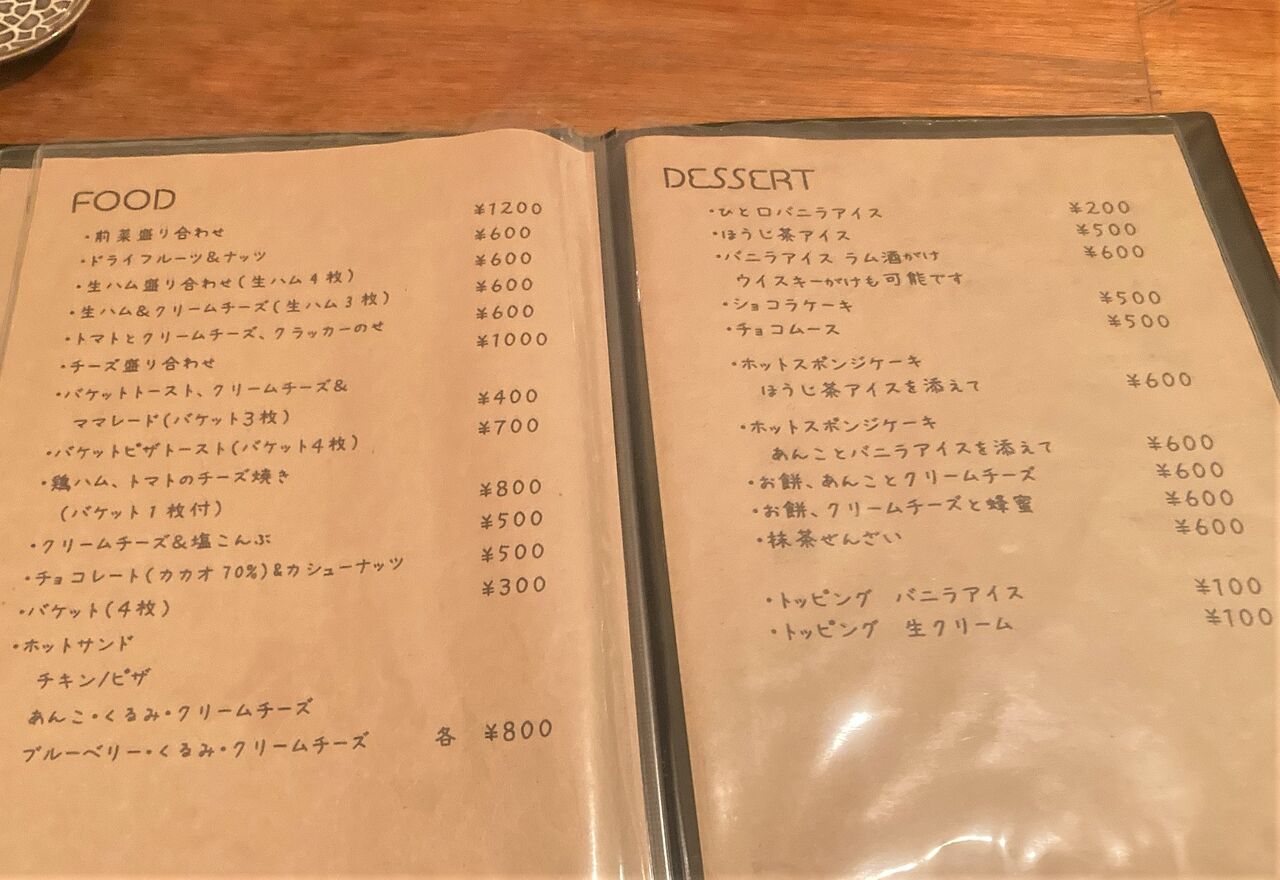 FOOD
・前菜盛り合わせ ¥1200
・ドライフルーツ&ナッツ ¥600
・生ハム盛り合わせ(生ハム4枚) ¥600
・生ハム&クリームチーズ(生ハム3枚) ¥600
・トマトとクリームチーズ、クラッカーのせ ¥600
・チーズ盛り合わせ ¥1000
・バケットトースト、クリームチーズ&
ママレード(バケット3枚) ¥400
・バケットピザトースト(バケット4枚) ¥700
・鶏ハム、トマトのチーズ焼き
(バケット1枚付) ¥800
・クリームチーズ&塩こんぶ ¥500
・チョコレート(カカオ70%)&カシューナッツ ¥500
・バケット(4枚) ¥300
・ホットサンド
チキン/ピザ
あんこ・くるみ・クリームチーズ
ブルーベリー・くるみ・クリームチーズ 各 ¥800
DESSERT
・ひと口バニラアイス ¥200
・ほうじ茶アイス ¥500
・バニラアイス ラム酒がけ ¥600
ウイスキーがけも可能です
・ショコラケーキ ¥500
・チョコムース ¥500
・ホットスポンジケーキ
ほうじ茶アイスを添えて ¥600
・ホットスポンジケーキ
あんことバニラアイスを添えて ¥600
・お餅、あんことクリームチーズ ¥600
・お餅、クリームチーズと蜂蜜 ¥600
・抹茶ぜんざい ¥600
・トッピング バニラアイス ¥100
・トッピング 生クリーム ¥100